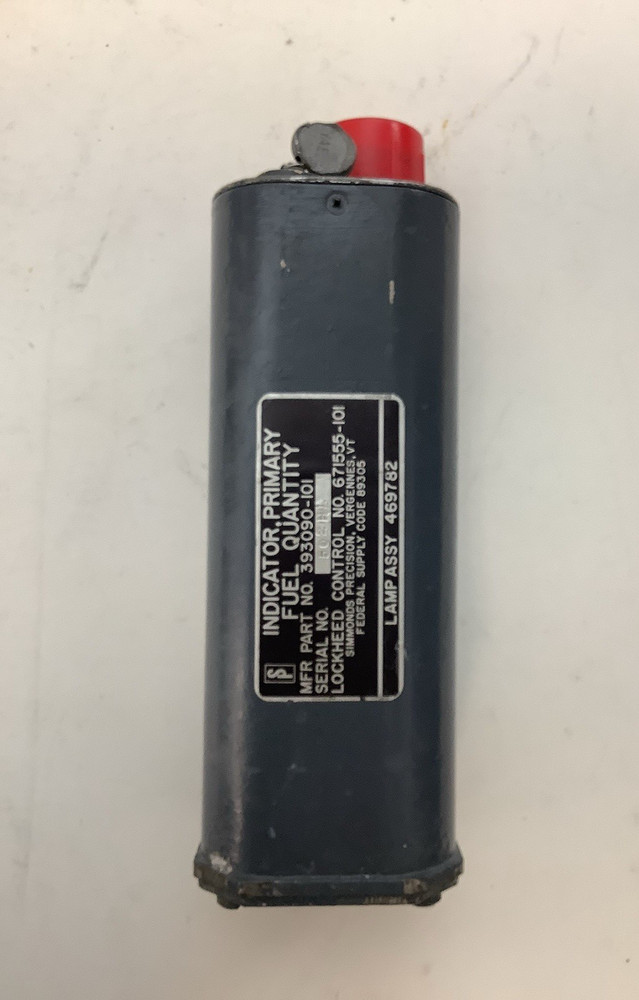 INDICATOR, PRIMARY
FUEL QUANTITY
MFR PART NO. 393090-101
SERIAL NO.
LOCKHEED CONTROL NO. 671555-101
SIMMONDS PRECISION, VERGENNES, VT
FEDERAL SUPPLY CODE 89305
LAMP ASSY 469782